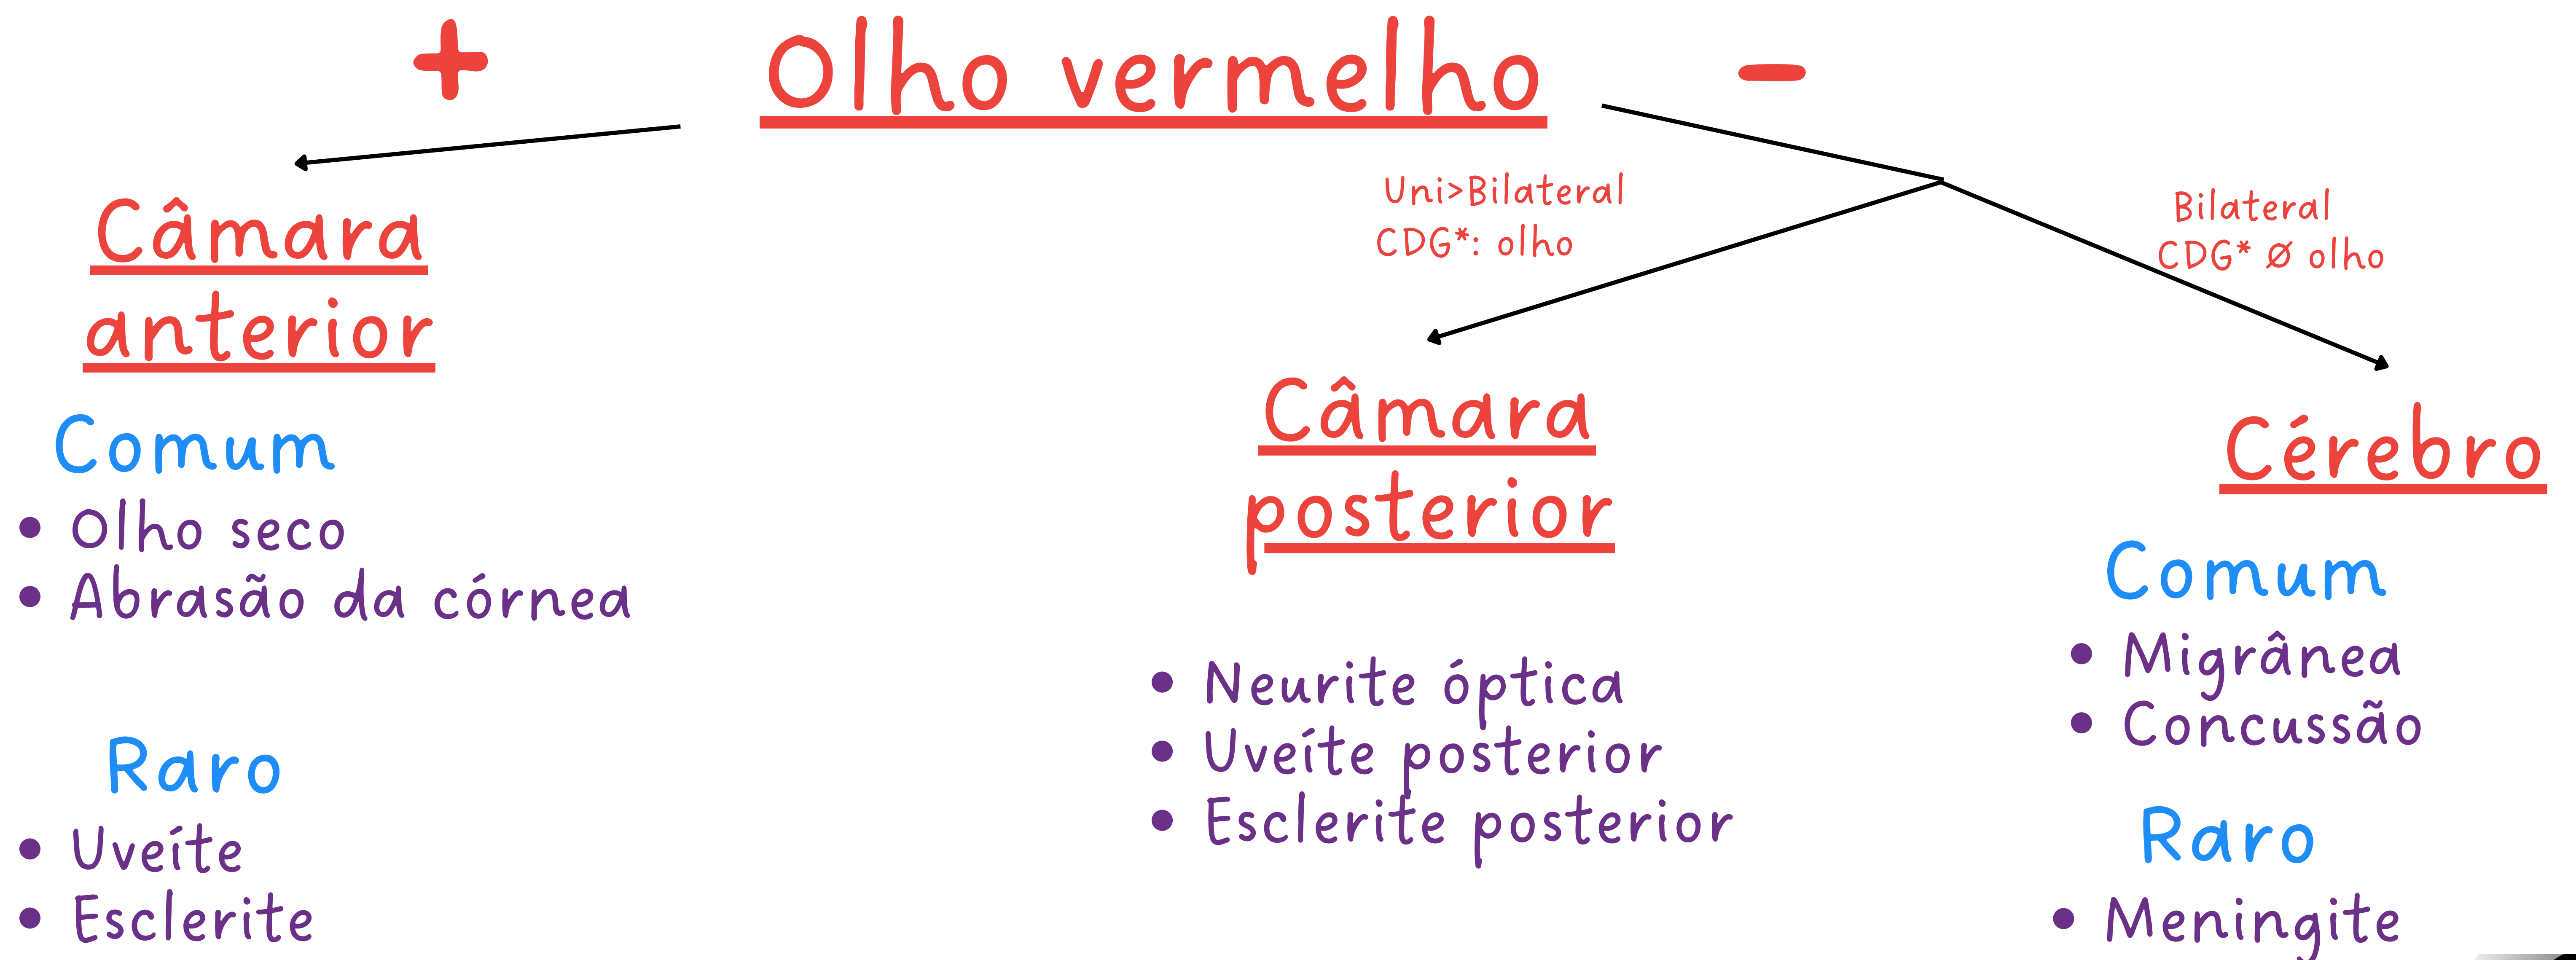 +
Olho vermelho
-
Câmara
anterior
Comum
• Olho seco
• Abrasão da córnea
Raro
• Uveíte
• Esclerite
Uni>Bilateral
CDG*: olho
Câmara
posterior
• Neurite óptica
• Uveíte posterior
• Esclerite posterior
Bilateral
CDG* Ø olho
Cérebro
Comum
• Migrânea
• Concussão
Raro
• Meningite